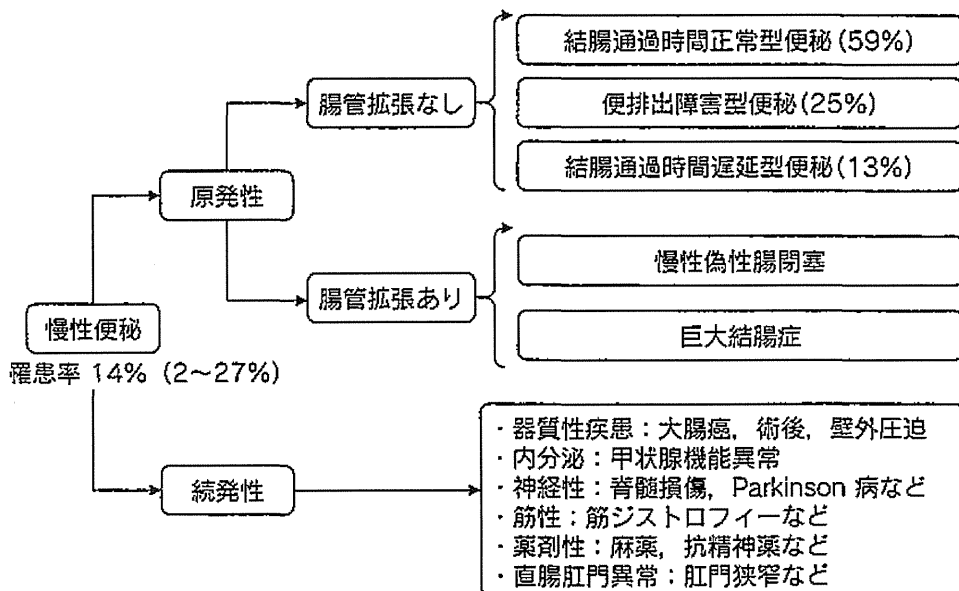 慢性便秘
罹患率 14%（2〜27%）
原発性
腸管拡張なし
結腸通過時間正常型便秘（59%）
便排出障害型便秘（25%）
結腸通過時間遅延型便秘（13%）
腸管拡張あり
慢性偽性腸閉塞
巨大結腸症
続発性
・器質性疾患：大腸癌，術後，壁外圧迫
・内分泌：甲状腺機能異常
・神経性：脊髄損傷，Parkinson 病など
・筋性：筋ジストロフィーなど
・薬剤性：麻薬，抗精神薬など
・直腸肛門異常：肛門狭窄など